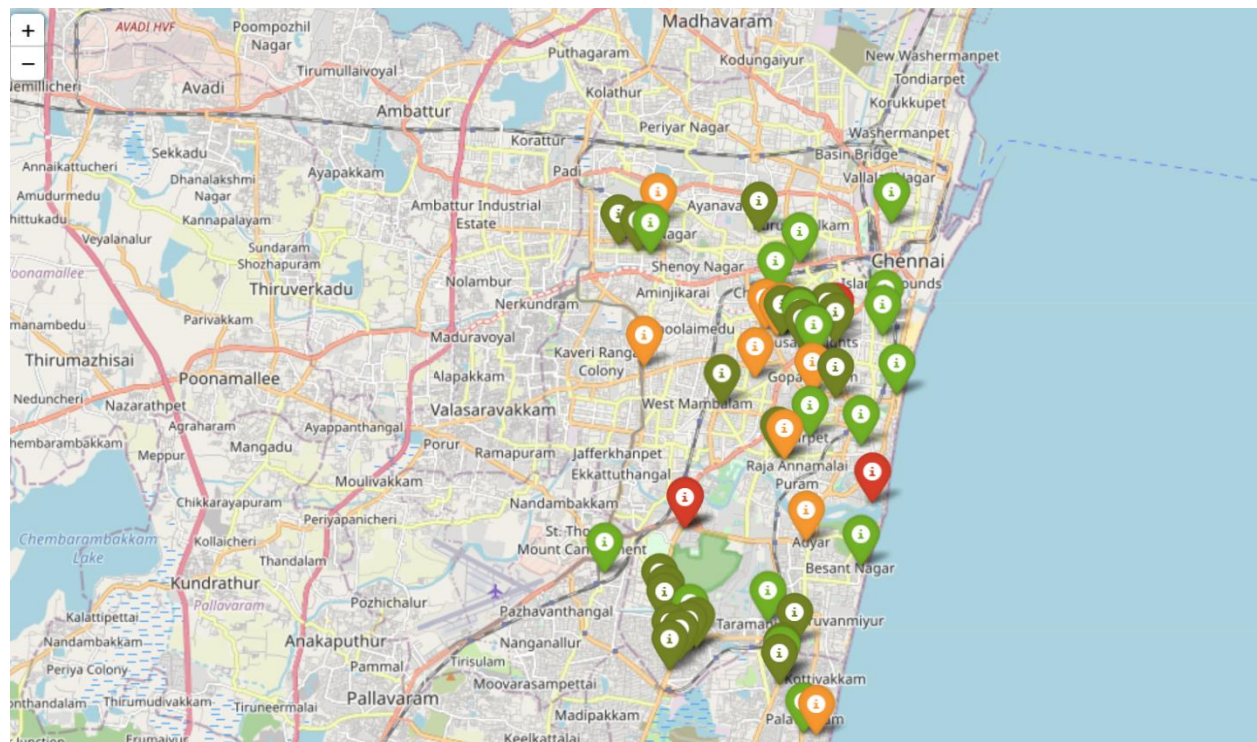 +
−
AVADI HVF
Poompozhil
Nagar
Madhavaram
Puthagaram
Kodungaiyur
New Washermanpet
Tirumullaivoyal
Tondiarpet
Avadi
Kolathur
Korukkupet
Ambattur
Periyar Nagar
Washermanpet
Korattur
Basin Bridge
Sekkadu
Annaikattucheri
Ayapakkam
Padi
Dhanalakshmi
Nagar
Amudurmedu
Ambattur Industrial
Estate
Kannapalayam
Veyalanalur
Nagar
Sundaram
Shozhapuram
Shenoy Nagar
Chennai
Nolambur
Thiruverkadu
Aminjikarai
Nerkundram
Parivakkam
Maduravoyal
Thirumazhisai
Kaveri Ranga
Colony
Poonamallee
Alapakkam
Neduncheri
Nazarathpet
Valasaravakkam
West Mambalam
Agraharam
Ayappanthangal
Mangadu
Porur
Ramapuram
Jafferkhanpet
Meppur
Ekkattuthangal
Raja Annamalai
Puram
Moulivakkam
Chikkarayapuram
Nandambakkam
Periyapanicheri
Kollaicheri
Chembarambakkam
Lake
Thandalam
Adyar
Besant Nagar
Kundrathur
Pozhichalur
Pallavaram
Pazhavanthangal
Kalattipettai
Nandambakkam
Anakaputhur
Nanganallur
Periya Colony
Pammal
Tirisulam
Moovarasampettai
Kottivakkam
Thirumudivakkam
Tiruneermalai
Pallavaram
Madipakkam
Keelkattalai